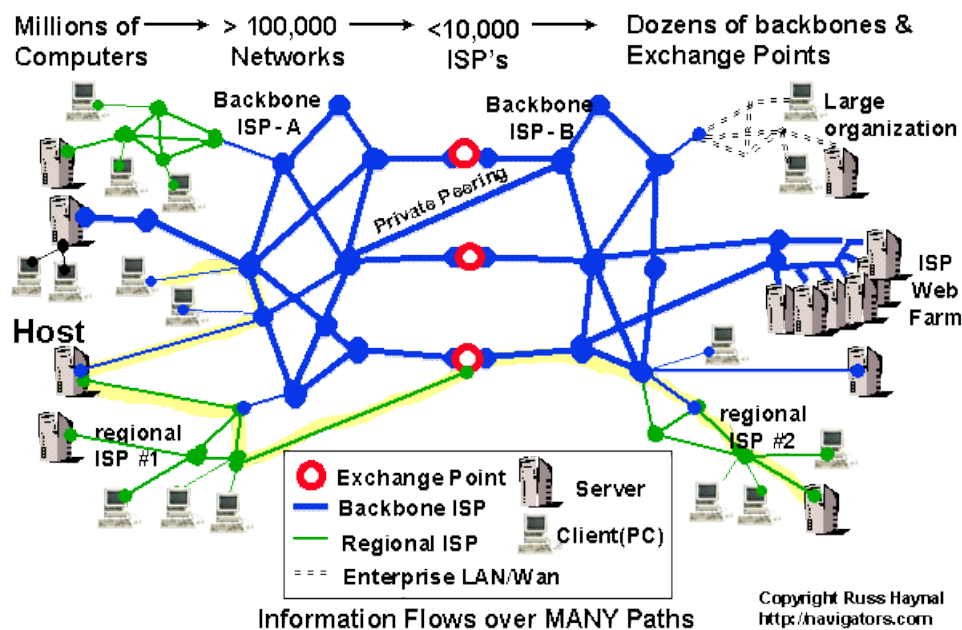 Millions of
Computers
> 100,000
Networks
<10,000
ISP's
Dozens of backbones &
Exchange Points
Backbone
ISP - A
Backbone
ISP - B
Large
organization
Private Peering
ISP
Web
Farm
Host
regional
ISP #1
regional
ISP #2
Exchange Point
Backbone ISP
Regional ISP
Enterprise LAN/Wan
Server
Client(PC)
Information Flows over MANY Paths
Copyright Russ Haynal
http://navigators.com